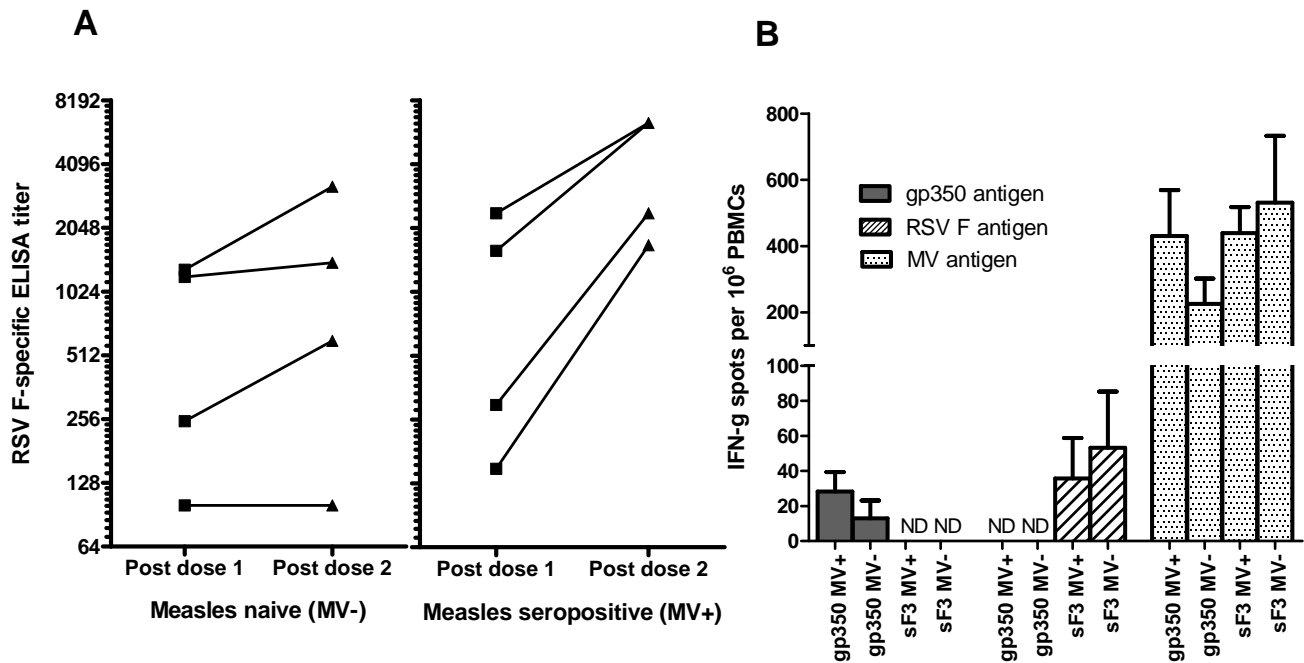 A
RSV F-specific ELISA titer
8192
4096
2048
1024
512
256
128
64
Post dose 1
Post dose 2
Measles naive (MV-)
Post dose 1
Post dose 2
Measles seropositive (MV+)
B
IFN-g spots per 10⁶ PBMCs
800
600
400
200
100
80
60
40
20
0
gp350 antigen
RSV F antigen
MV antigen
ND ND
ND ND
gp350 MV+
gp350 MV-
sF3 MV+
sF3 MV-
gp350 MV+
gp350 MV-
sF3 MV+
sF3 MV-
gp350 MV+
gp350 MV-
sF3 MV+
sF3 MV-